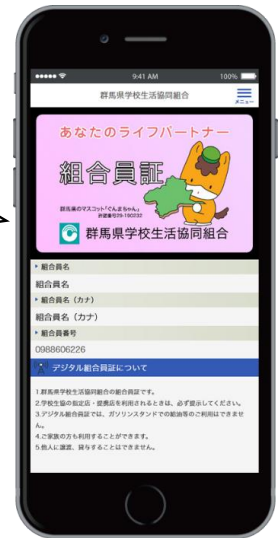 9:41 AM
100%
群馬県学校生活協同組合
メニュー
あなたのライフパートナー
組合員証
群馬県のマスコット「ぐんまちゃん」
許諾番号29-190232
群馬県学校生活協同組合
組合員名
組合員名
組合員名（カナ）
組合員名（カナ）
組合員番号
0988606226
デジタル組合員証について
1.群馬県学校生活協同組合の組合員証です。
2.学校生協の指定店・提携店を利用されるときは、必ず提示してください。
3.デジタル組合員証では、ガソリンスタンドでの給油等のご利用はできませ
ん。
4.ご家族の方も利用することができます。
5.他人に譲渡、貸与することはできません。